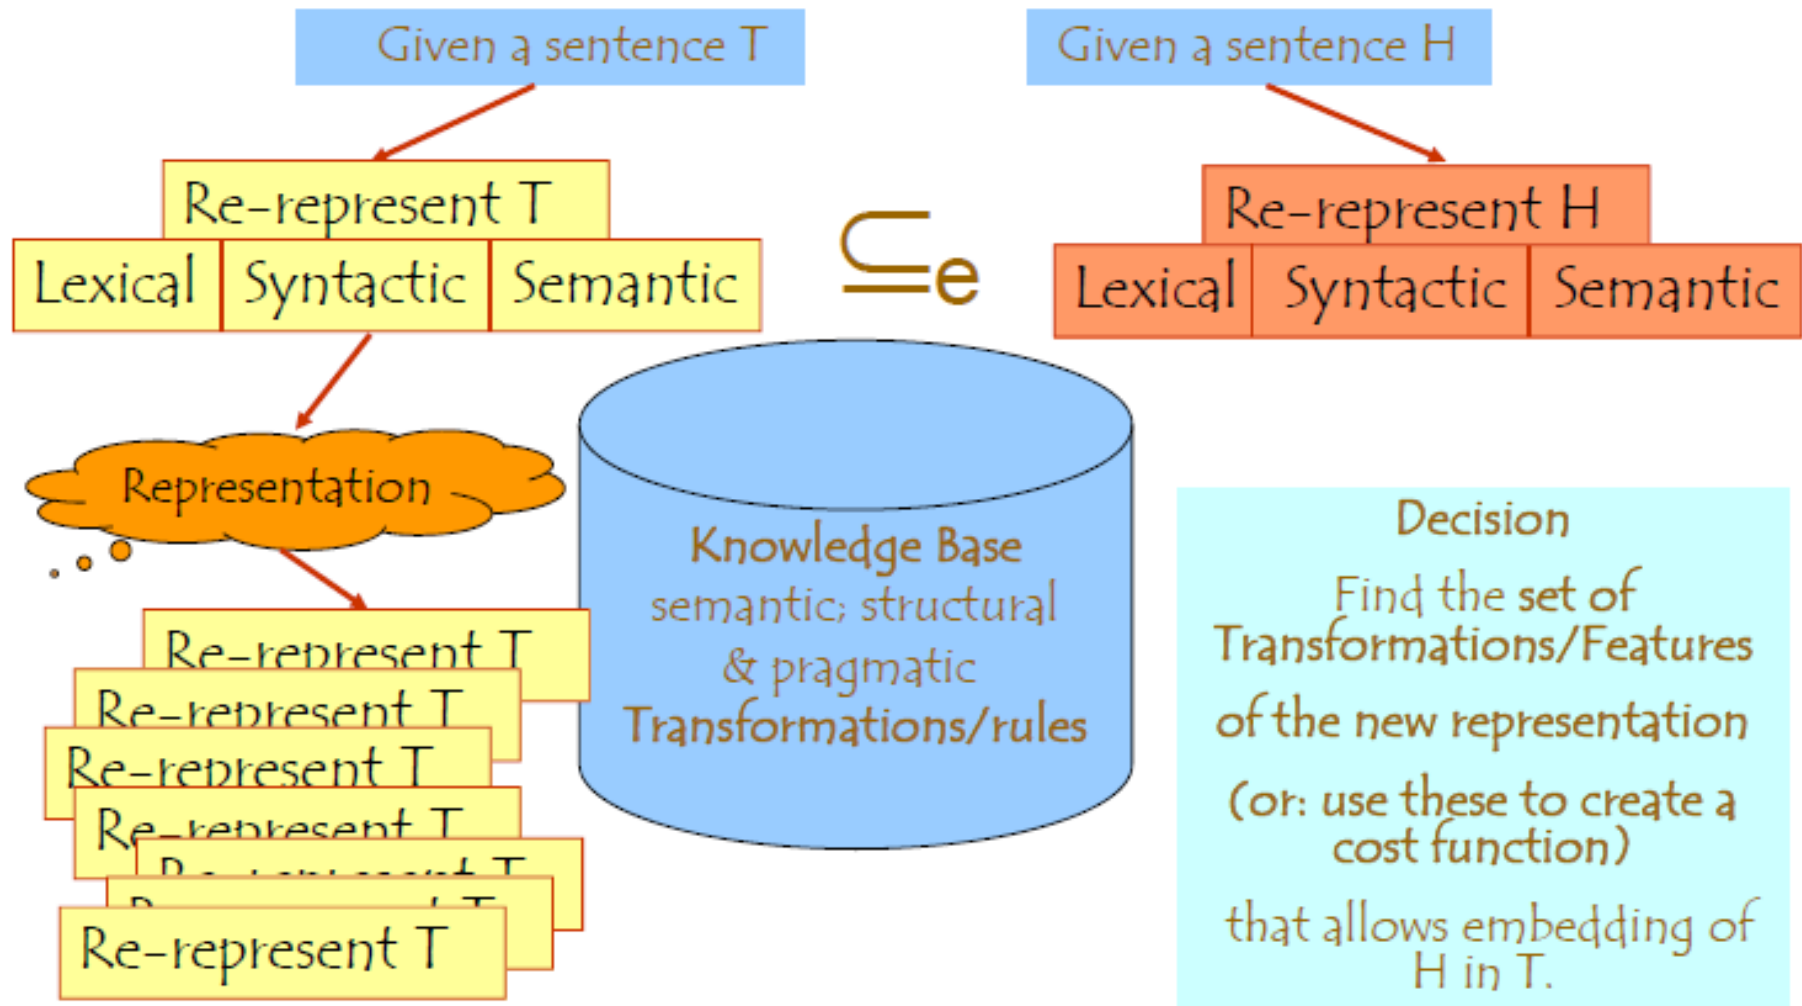 Given a sentence T
Given a sentence H
Re-represent T
Lexical Syntactic Semantic
⊆e
Re-represent H
Lexical Syntactic Semantic
Representation
Re-represent T
Re-represent T
Re-represent T
Re-represent T
Re-represent T
Re-represent T
Knowledge Base
semantic; structural
& pragmatic
Transformations/rules
Decision
Find the set of
Transformations/Features
of the new representation
(or: use these to create a
cost function)
that allows embedding of
H in T.